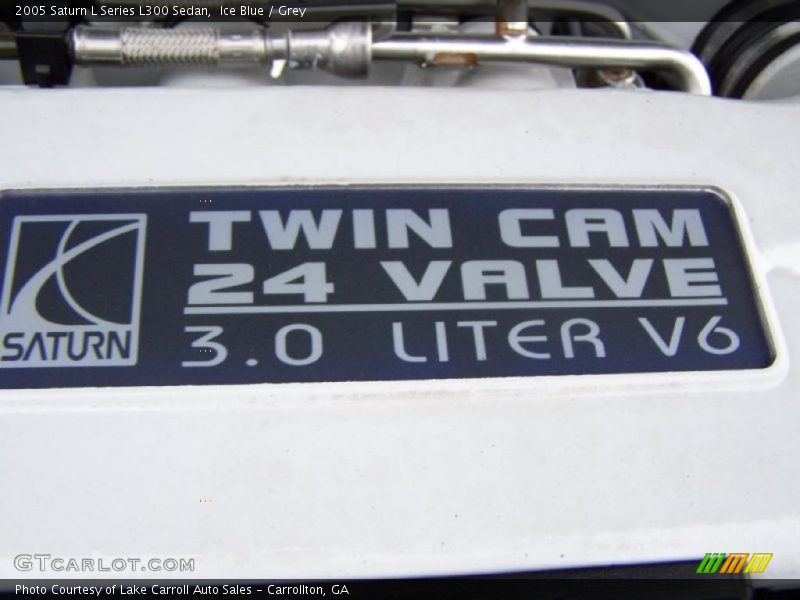 2005 Saturn L Series L300 Sedan,  Ice Blue / Grey
TWIN CAM
24 VALVE
3.0 LITER V6
SATURN
GTCARLOT.COM
Photo Courtesy of Lake Carroll Auto Sales - Carrollton, GA